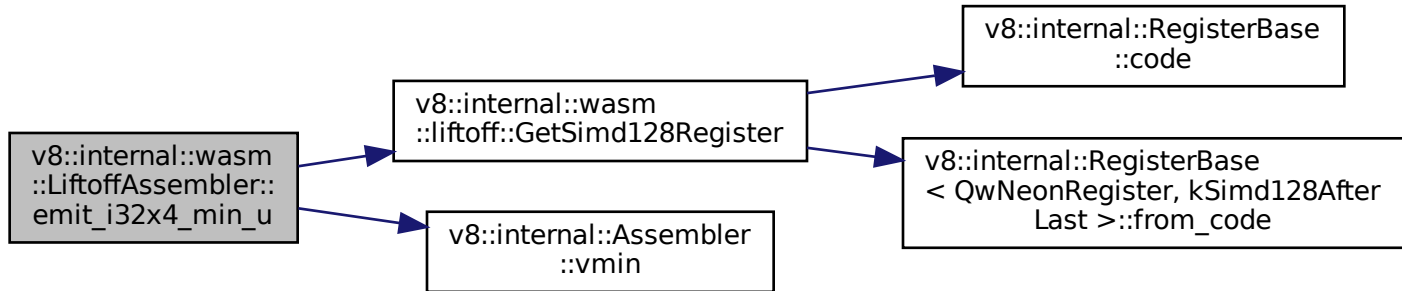 v8::internal::wasm
::LiftoffAssembler::
emit_i32x4_min_u
v8::internal::wasm
::liftoff::GetSimd128Register
v8::internal::Assembler
::vmin
v8::internal::RegisterBase
::code
v8::internal::RegisterBase
< QwNeonRegister, kSimd128After
Last >::from_code